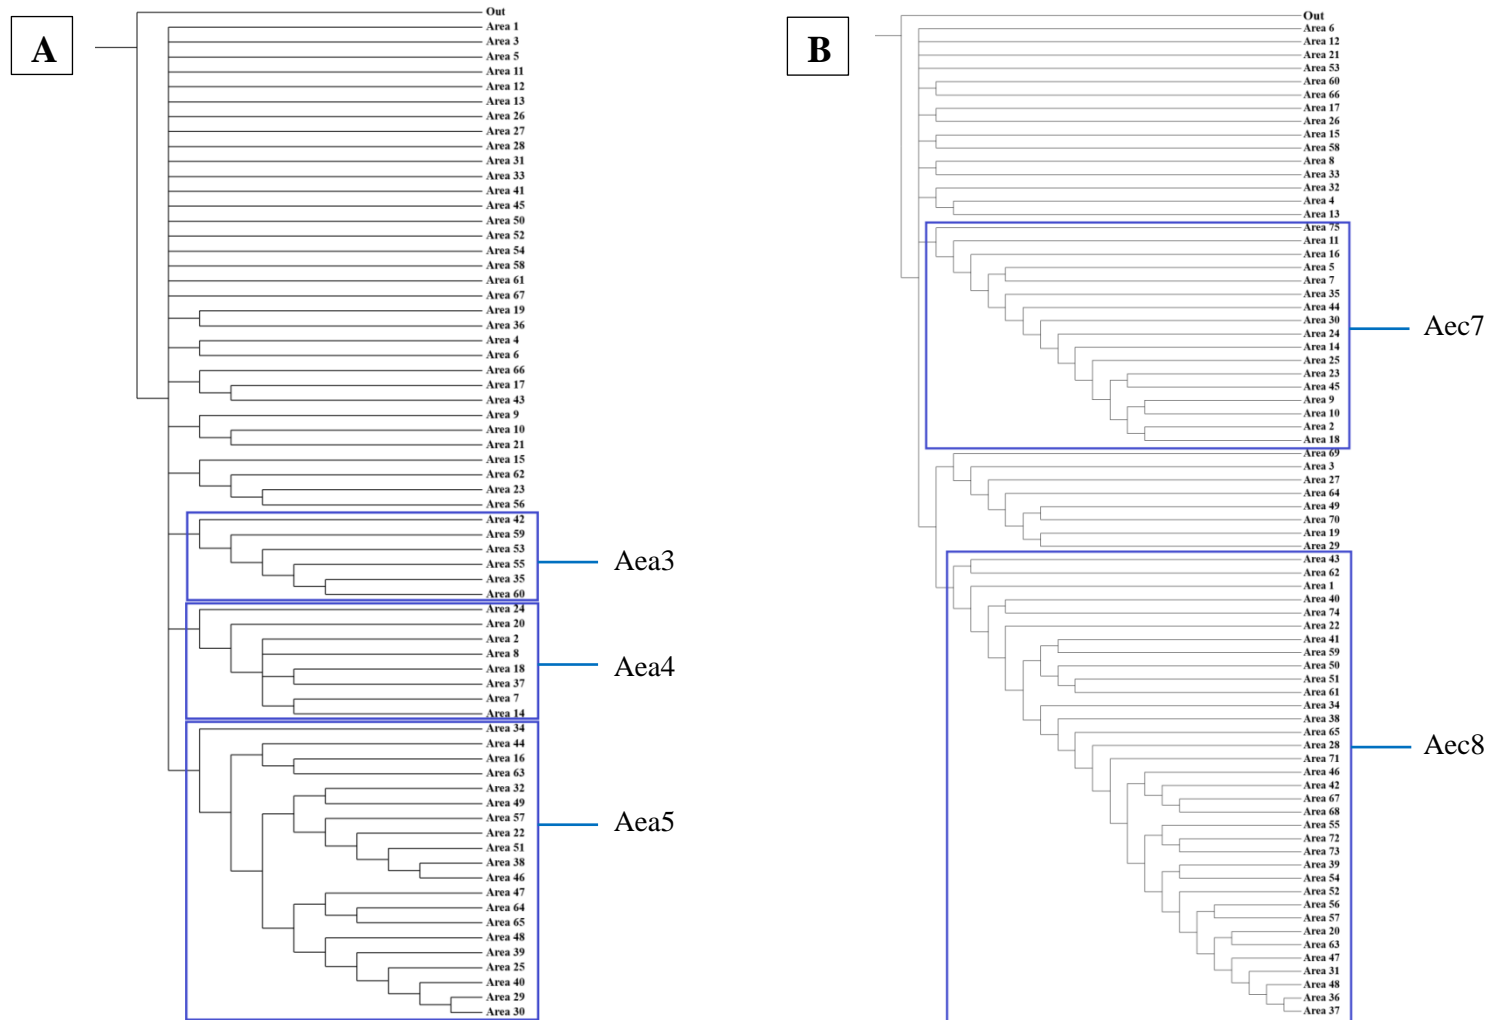 A
Out
Area 1
Area 3
Area 5
Area 11
Area 12
Area 13
Area 26
Area 27
Area 28
Area 31
Area 33
Area 41
Area 45
Area 50
Area 52
Area 54
Area 58
Area 61
Area 67
Area 19
Area 36
Area 4
Area 6
Area 66
Area 17
Area 43
Area 9
Area 10
Area 21
Area 15
Area 62
Area 23
Area 56
Area 42
Area 59
Area 53
Area 55
Area 35
Area 60
Aea3
Area 24
Area 20
Area 2
Area 8
Area 18
Area 37
Area 7
Area 14
Aea4
Area 34
Area 44
Area 16
Area 63
Area 32
Area 49
Area 57
Area 22
Area 51
Area 38
Area 46
Area 47
Area 64
Area 65
Area 48
Area 39
Area 25
Area 40
Area 29
Area 30
Aea5
B
Out
Area 6
Area 12
Area 21
Area 53
Area 60
Area 66
Area 17
Area 26
Area 15
Area 58
Area 8
Area 33
Area 32
Area 4
Area 13
Area 75
Area 11
Area 16
Area 5
Area 7
Area 35
Area 44
Area 30
Area 24
Area 14
Area 25
Area 23
Area 45
Area 9
Area 10
Area 2
Area 18
Aec7
Area 69
Area 3
Area 27
Area 64
Area 49
Area 70
Area 19
Area 29
Area 43
Area 62
Area 1
Area 40
Area 74
Area 22
Area 41
Area 59
Area 50
Area 51
Area 61
Area 34
Area 38
Area 65
Area 28
Area 71
Area 46
Area 42
Area 67
Area 68
Area 55
Area 72
Area 73
Area 39
Area 54
Area 52
Area 56
Area 57
Area 20
Area 63
Area 47
Area 31
Area 48
Area 36
Area 37
Aec8